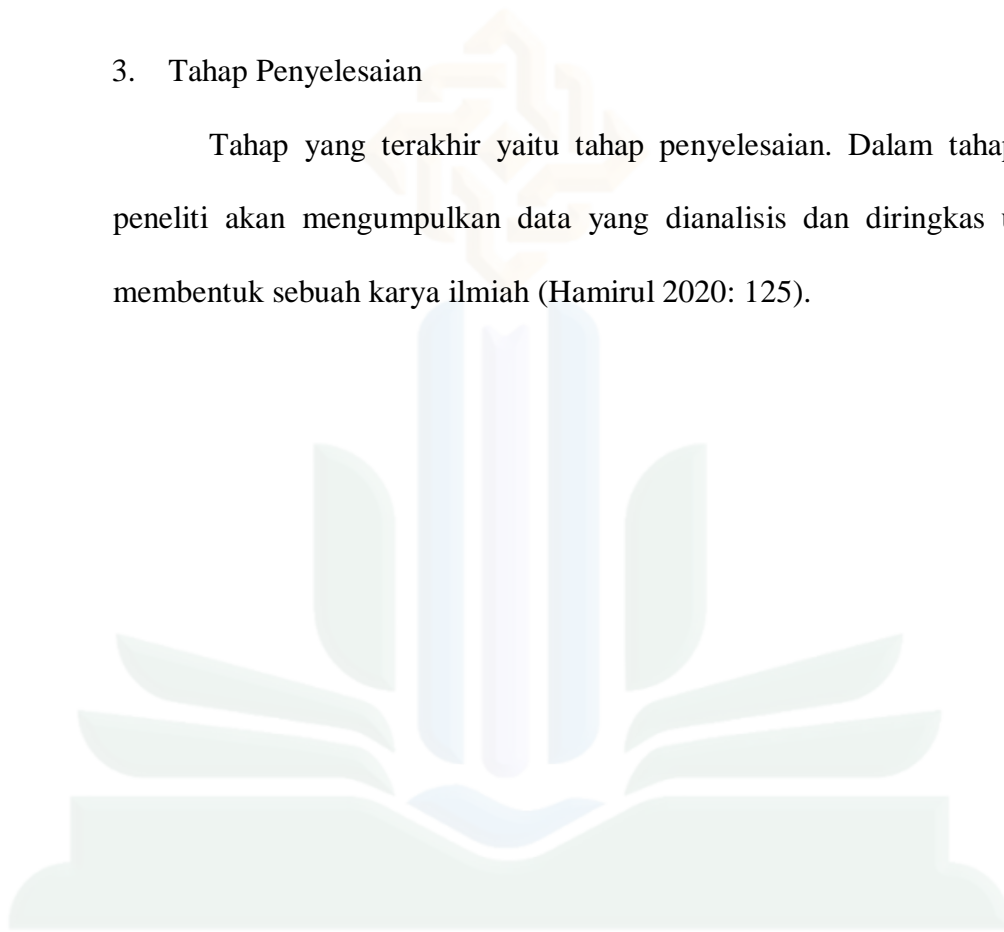 3. Tahap Penyelesaian
Tahap yang terakhir yaitu tahap penyelesaian. Dalam
peneliti akan mengumpulkan data yang dianalisis dan diringkas
membentuk sebuah karya ilmiah (Hamirul 2020: 125).